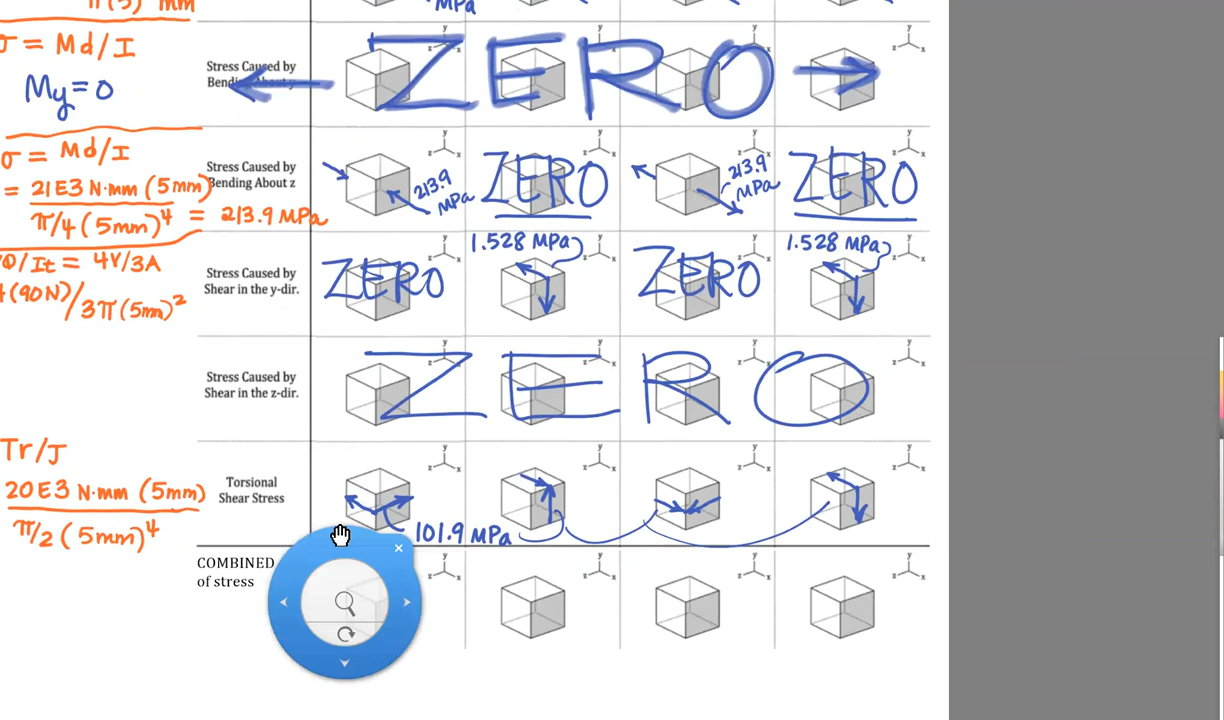 mm
MPa
σ = Md/I
My=0
Stress Caused by
Bending About y
ZERO
y
z
x
y
z
x
y
z
x
y
z
x
σ = Md/I
= 21E3 N·mm (5mm)
π/4 (5mm)^4 = 213.9 MPa
Stress Caused by
Bending About z
213.9
MPa
ZERO
213.9
MPa
ZERO
y
z
x
y
z
x
y
z
x
y
z
x
/It = 4V/3A
(90N)/3π(5mm)²
Stress Caused by
Shear in the y-dir.
ZERO
1.528 MPa
ZERO
1.528 MPa
y
z
x
y
z
x
y
z
x
y
z
x
Stress Caused by
Shear in the z-dir.
ZERO
y
z
x
y
z
x
y
z
x
y
z
x
Tr/J
20E3 N·mm (5mm)
π/2 (5mm)^4
Torsional
Shear Stress
101.9 MPa
y
z
x
y
z
x
y
z
x
y
z
x
COMBINED
of stress
y
z
x
y
z
x
y
z
x
y
z
x